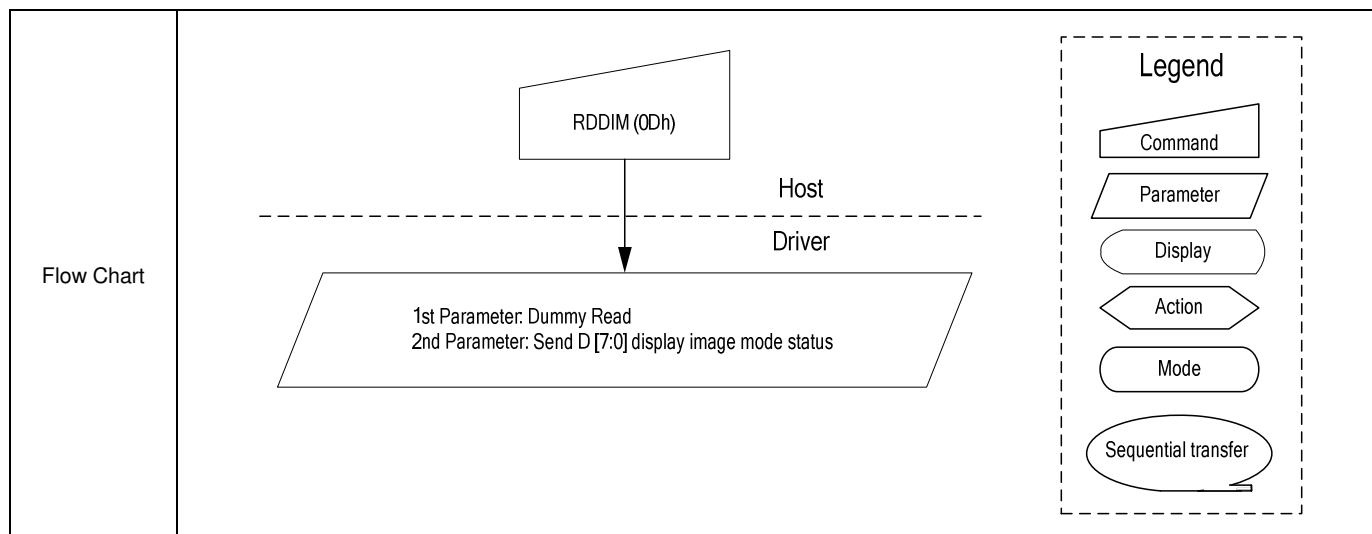 Flow Chart
RDDIM (0Dh)
Host
Driver
1st Parameter: Dummy Read
2nd Parameter: Send D [7:0] display image mode status
Legend
Command
Parameter
Display
Action
Mode
Sequential transfer